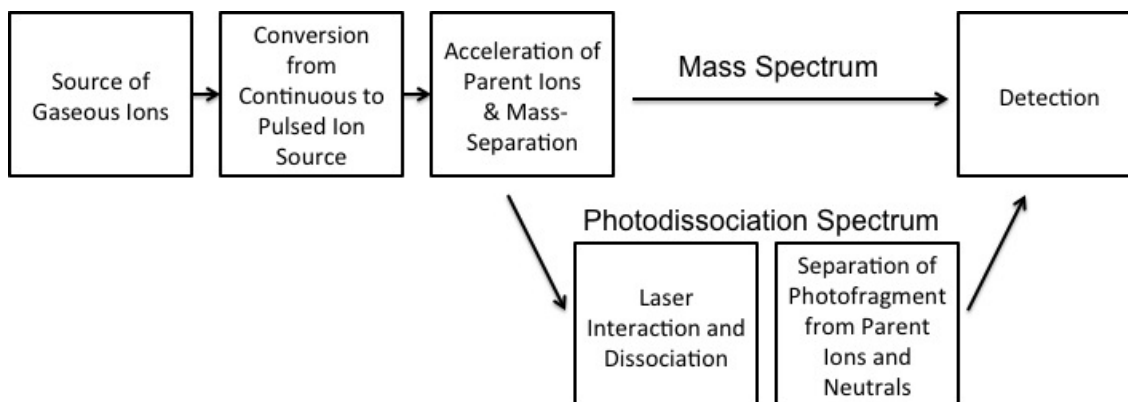 Source of
Gaseous Ions
Conversion
from
Continuous to
Pulsed Ion
Source
Acceleration of
Parent Ions
& Mass-
Separation
Mass Spectrum
Detection
Photodissociation Spectrum
Laser
Interaction and
Dissociation
Separation of
Photofragment
from Parent
Ions and
Neutrals